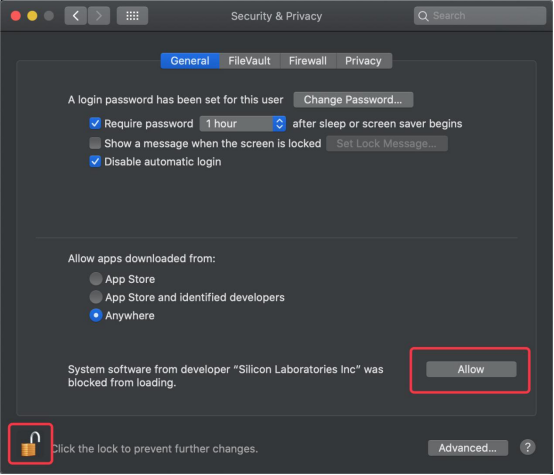 Security & Privacy
Search
General FileVault Firewall Privacy
A login password has been set for this user Change Password...
Require password 1 hour after sleep or screen saver begins
Show a message when the screen is locked Set Lock Message...
Disable automatic login
Allow apps downloaded from:
App Store
App Store and identified developers
Anywhere
System software from developer “Silicon Laboratories Inc” was
blocked from loading.
Allow
Click the lock to prevent further changes.
Advanced... ?